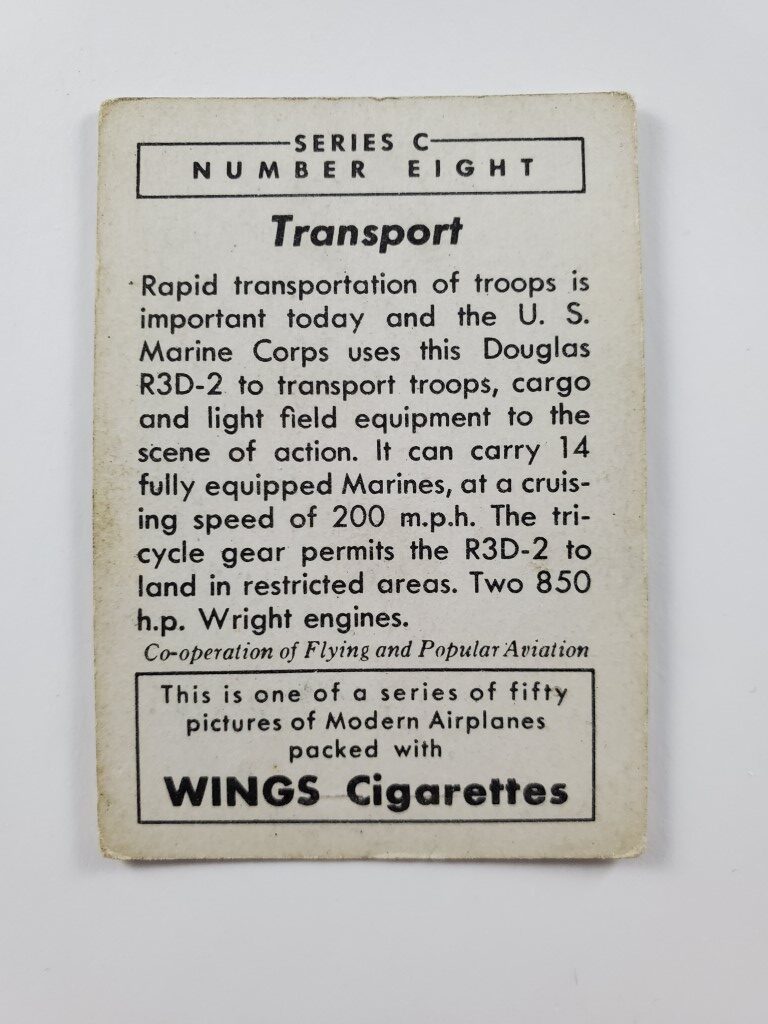 SERIES C
NUMBER EIGHT
Transport
Rapid transportation of troops is
important today and the U. S.
Marine Corps uses this Douglas
R3D-2 to transport troops, cargo
and light field equipment to the
scene of action. It can carry 14
fully equipped Marines, at a cruis-
ing speed of 200 m.p.h. The tri-
cycle gear permits the R3D-2 to
land in restricted areas. Two 850
h.p. Wright engines.
Co-operation of Flying and Popular Aviation
This is one of a series of fifty
pictures of Modern Airplanes
packed with
WINGS Cigarettes